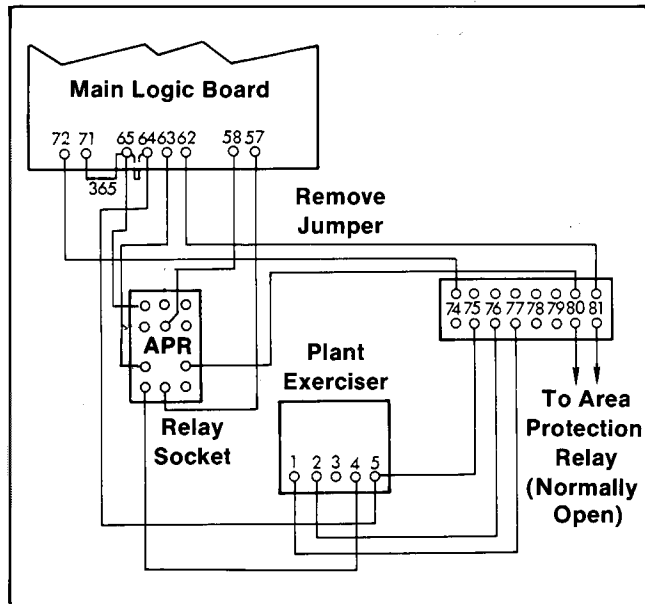 Main Logic Board
72 71 65 64 63 62 58 57
365
Remove
Jumper
74 75 76 77 78 79 80 81
APR
Plant
Exerciser
Relay
Socket
1 2 3 4 5
To Area
Protection
Relay
(Normally
Open)